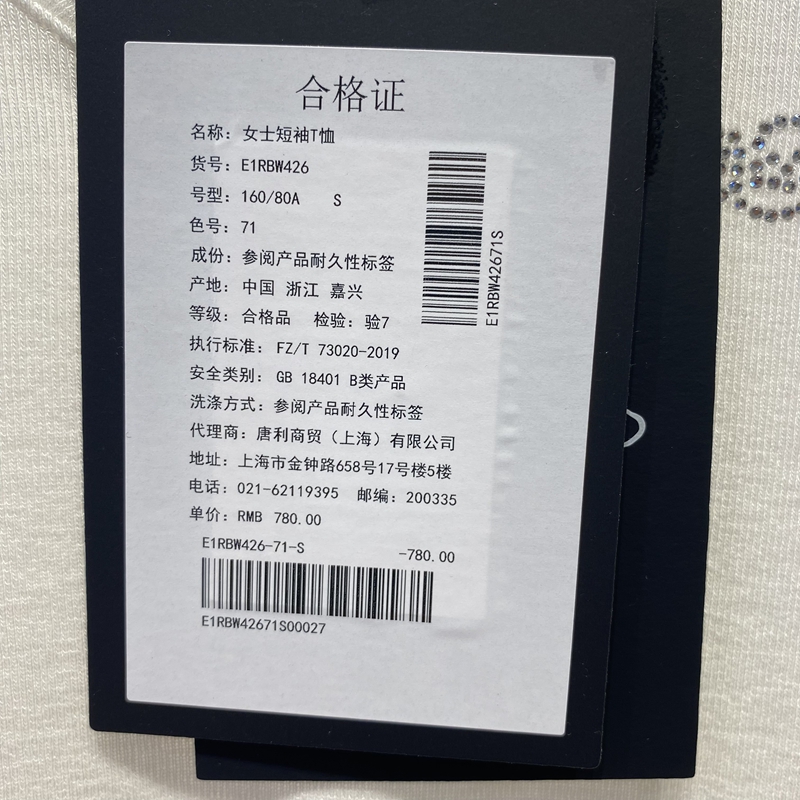 合格证
名称：女士短袖T恤
货号：E1RBW426
号型：160/80A S
色号：71
成份：参阅产品耐久性标签
产地：中国 浙江 嘉兴
等级：合格品 检验：验7
执行标准：FZ/T 73020-2019
安全类别：GB 18401 B类产品
洗涤方式：参阅产品耐久性标签
代理商：唐利商贸（上海）有限公司
地址：上海市金钟路658号17号楼5楼
电话：021-62119395 邮编：200335
单价：RMB 780.00
E1RBW426-71-S -780.00
E1RBW42671S00027
E1RBW42671S